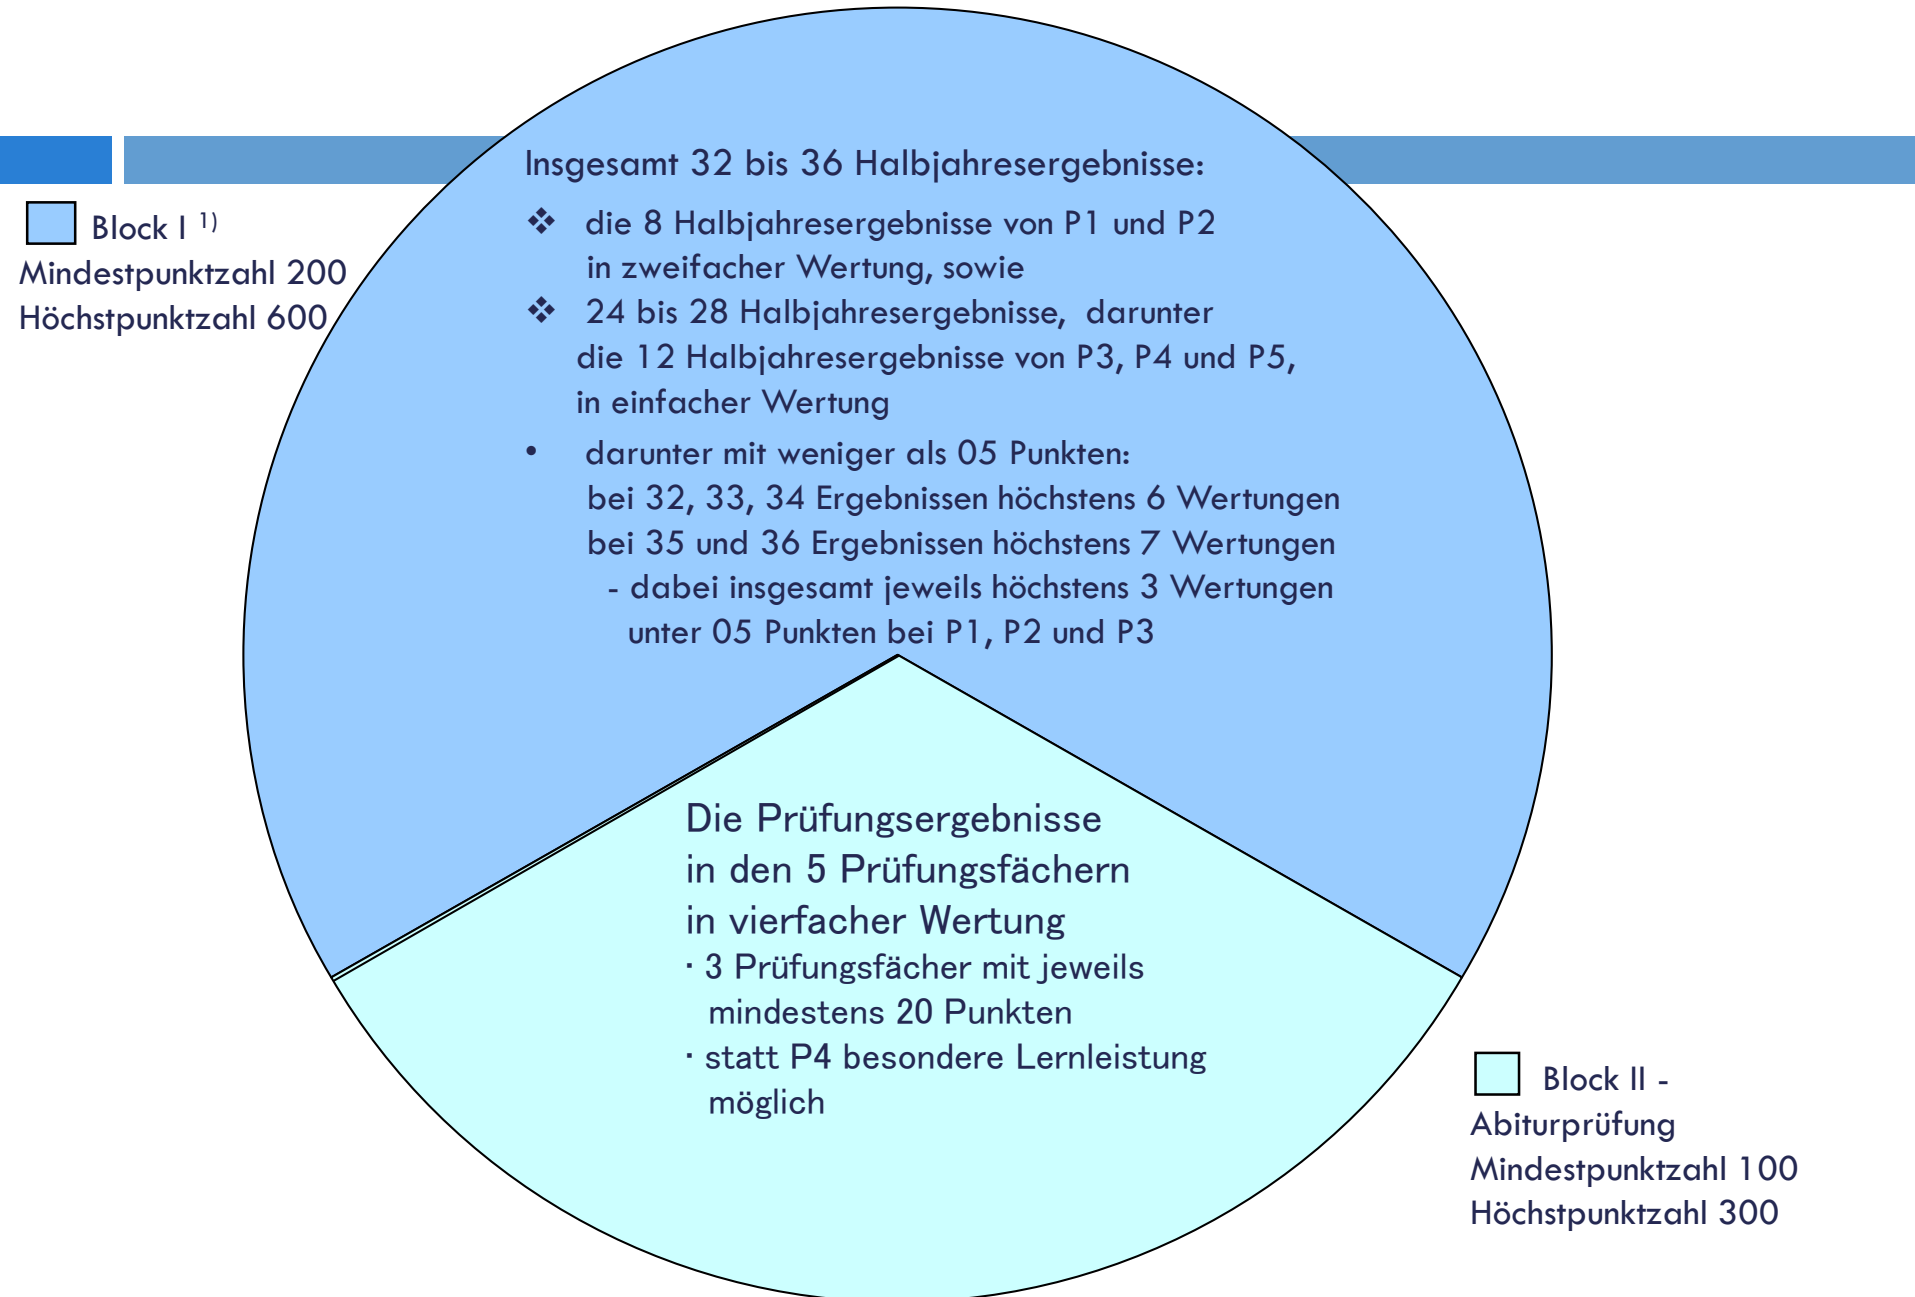 Insgesamt 32 bis 36 Halbjahresergebnisse:
❖ die 8 Halbjahresergebnisse von P1 und P2
in zweifacher Wertung, sowie
❖ 24 bis 28 Halbjahresergebnisse, darunter
die 12 Halbjahresergebnisse von P3, P4 und P5,
in einfacher Wertung
• darunter mit weniger als 05 Punkten:
bei 32, 33, 34 Ergebnissen höchstens 6 Wertungen
bei 35 und 36 Ergebnissen höchstens 7 Wertungen
- dabei insgesamt jeweils höchstens 3 Wertungen
unter 05 Punkten bei P1, P2 und P3
Block I 1)
Mindestpunktzahl 200
Höchstpunktzahl 600
Die Prüfungsergebnisse
in den 5 Prüfungsfächern
in vierfacher Wertung
· 3 Prüfungsfächer mit jeweils
mindestens 20 Punkten
· statt P4 besondere Lernleistung
möglich
Block II -
Abiturprüfung
Mindestpunktzahl 100
Höchstpunktzahl 300